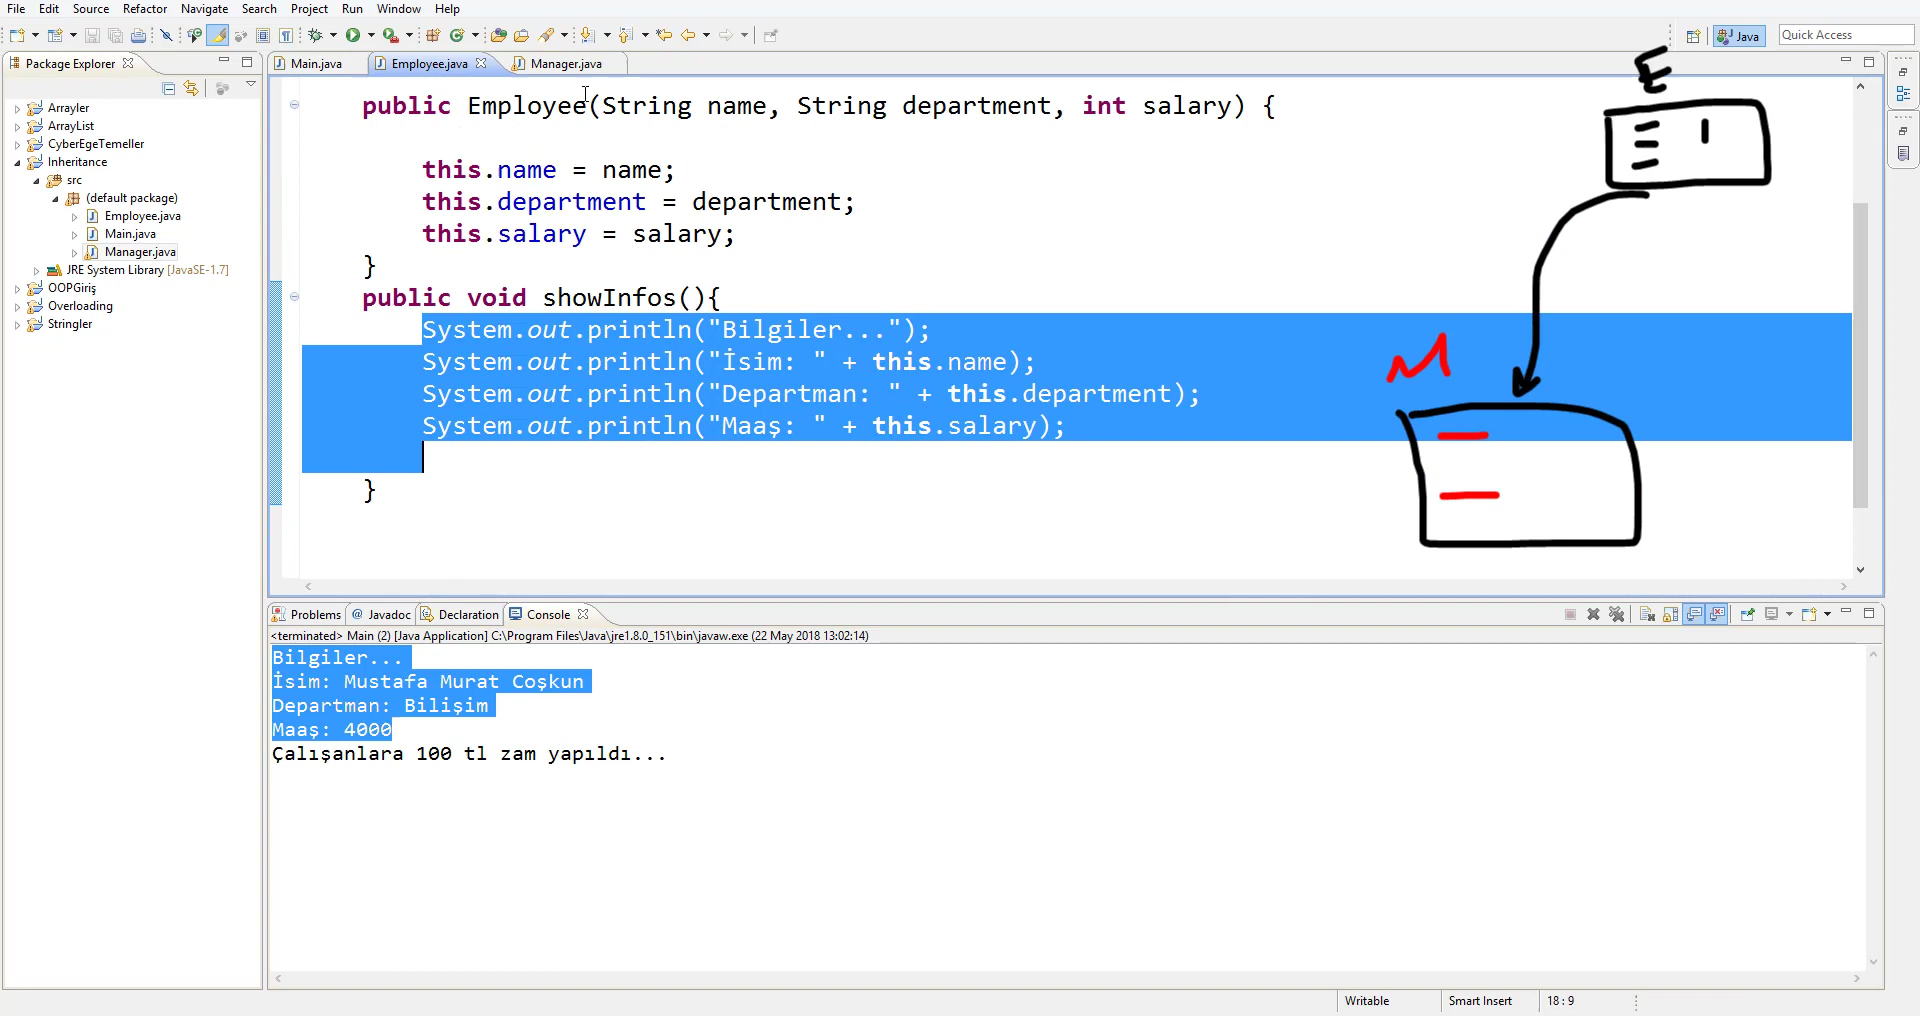 File Edit Source Refactor Navigate Search Project Run Window Help
Java
Quick Access
Package Explorer
Main.java
Employee.java
Manager.java
Arrayler
ArrayList
CyberEgeTemeller
Inheritance
src
(default package)
Employee.java
Main.java
Manager.java
JRE System Library [JavaSE-1.7]
OOPGiriş
Overloading
Stringler
public Employee(String name, String department, int salary) {
this.name = name;
this.department = department;
this.salary = salary;
}
public void showInfos(){
System.out.println("Bilgiler...");
System.out.println("İsim: " + this.name);
System.out.println("Departman: " + this.department);
System.out.println("Maaş: " + this.salary);
}
E
M
Problems @ Javadoc Declaration Console
<terminated> Main (2) [Java Application] C:\Program Files\Java\jre1.8.0_151\bin\javaw.exe (22 May 2018 13:02:14)
Bilgiler...
İsim: Mustafa Murat Coşkun
Departman: Bilişim
Maaş: 4000
Çalışanlara 100 tl zam yapıldı...
Writable Smart Insert 18 : 9